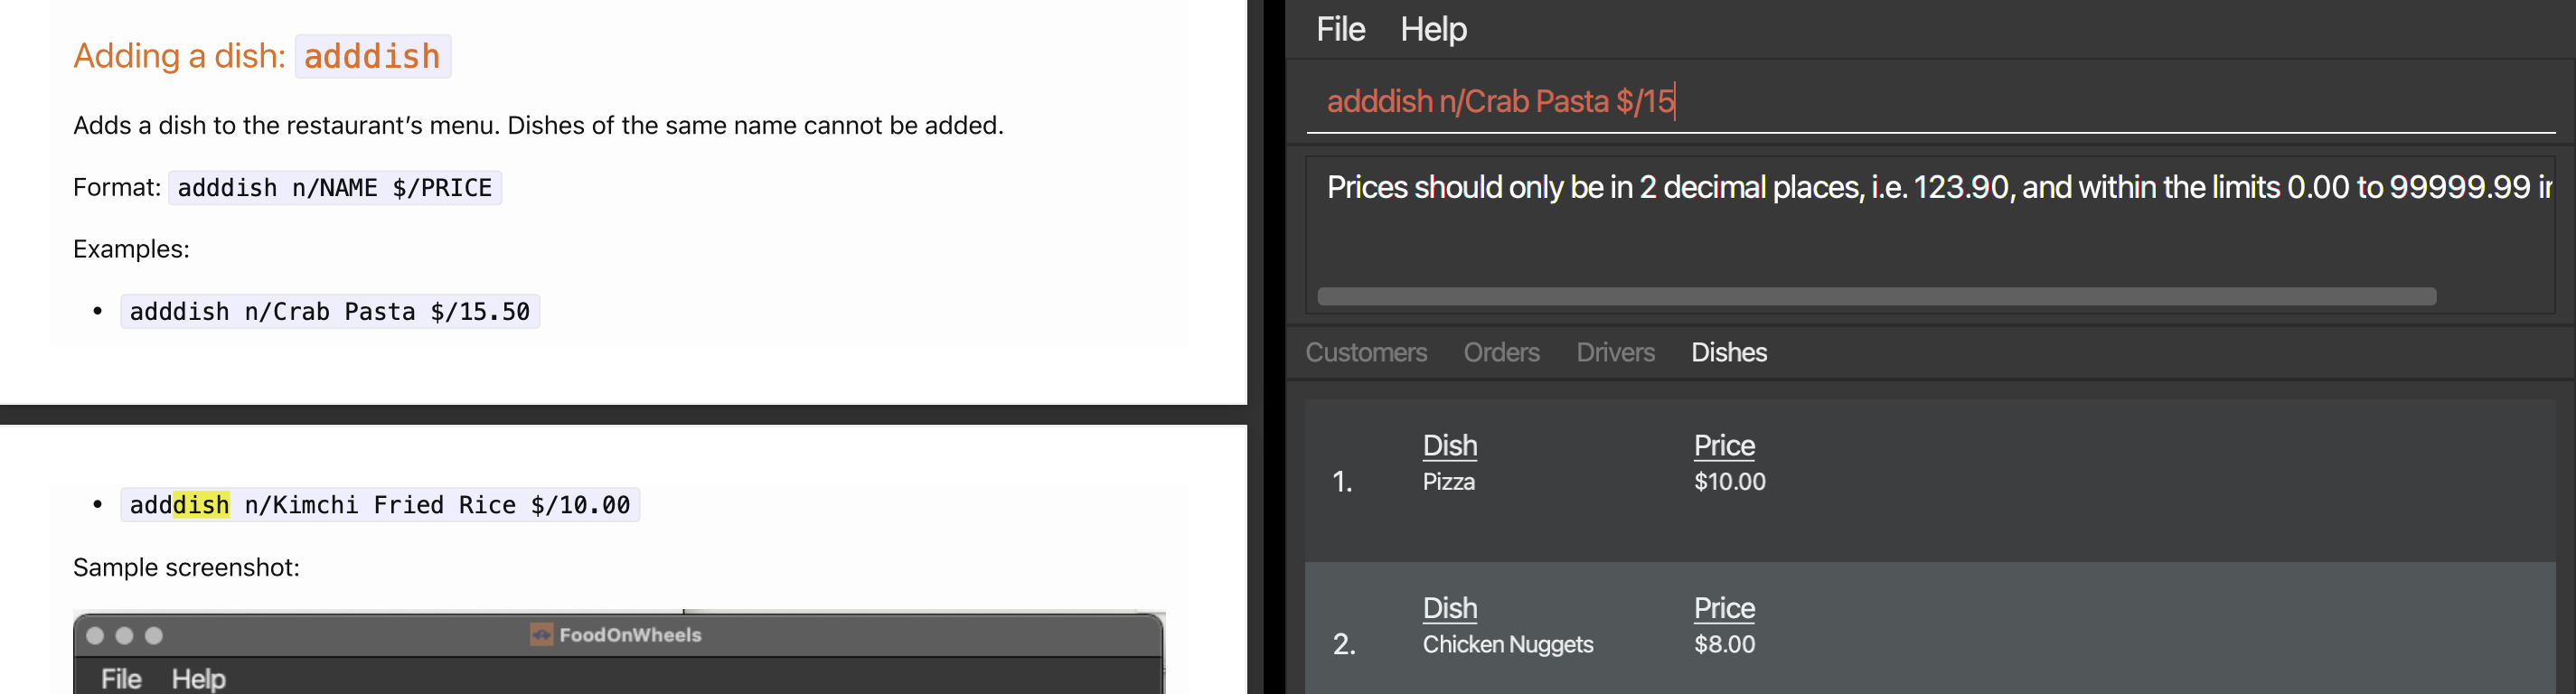 Adding a dish: adddish
Adds a dish to the restaurant's menu. Dishes of the same name cannot be added.
Format: adddish n/NAME $/PRICE
Examples:
• adddish n/Crab Pasta $/15.50
• adddish n/Kimchi Fried Rice $/10.00
Sample screenshot:
FoodOnWheels
File Help
File Help
adddish n/Crab Pasta $/15
Prices should only be in 2 decimal places, i.e. 123.90, and within the limits 0.00 to 99999.99
Customers Orders Drivers Dishes
Dish Price
1. Pizza $10.00
Dish Price
2. Chicken Nuggets $8.00